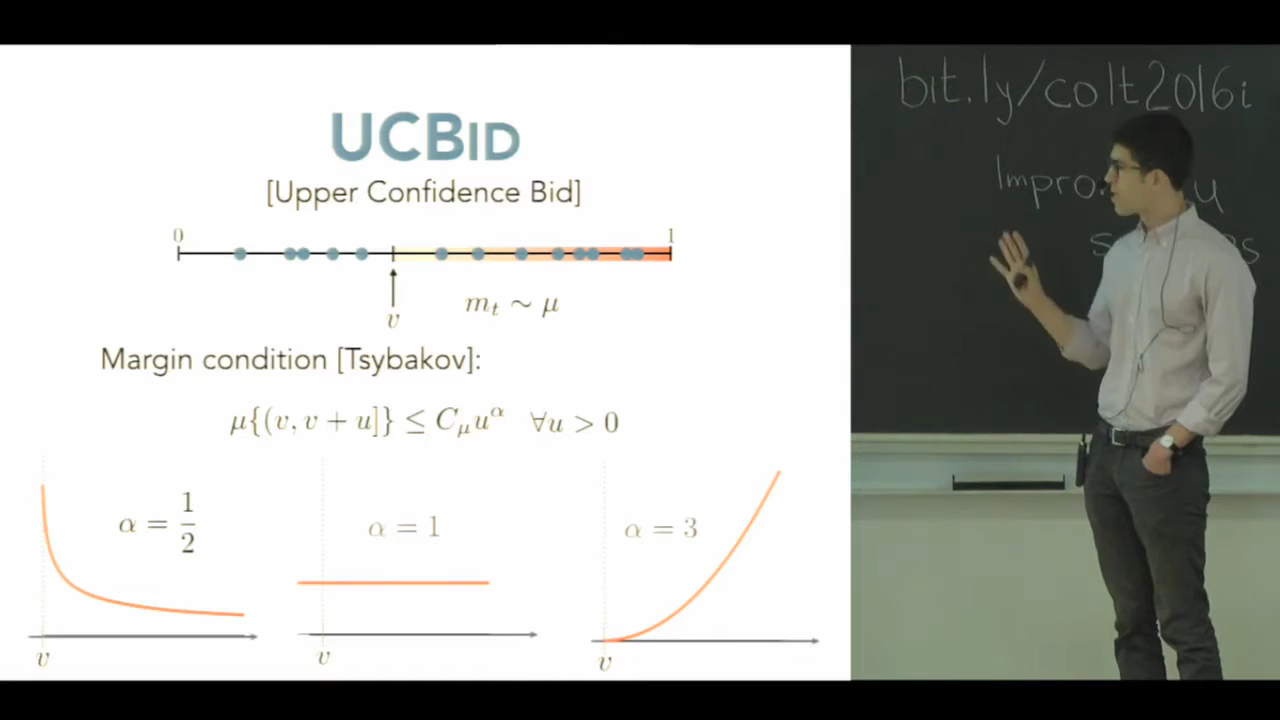 UCBID
[Upper Confidence Bid]
0 1
v
m_t ∼ μ
Margin condition [Tsybakov]:
μ{(v, v + u]} ≤ C_μ u^α ∀u > 0
α = 1/2
α = 1
α = 3
v
v
v
bit.ly/colt2016i